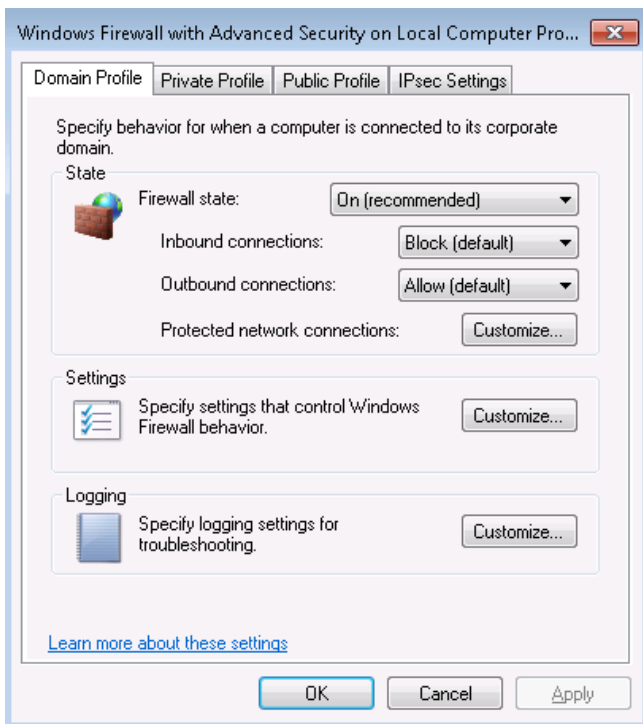 Windows Firewall with Advanced Security on Local Computer Pro...
Domain Profile
Private Profile
Public Profile
IPsec Settings
Specify behavior for when a computer is connected to its corporate
domain.
State
Firewall state:
On (recommended)
Inbound connections:
Block (default)
Outbound connections:
Allow (default)
Protected network connections:
Customize...
Settings
Specify settings that control Windows
Firewall behavior.
Customize...
Logging
Specify logging settings for
troubleshooting.
Customize...
Learn more about these settings
OK
Cancel
Apply